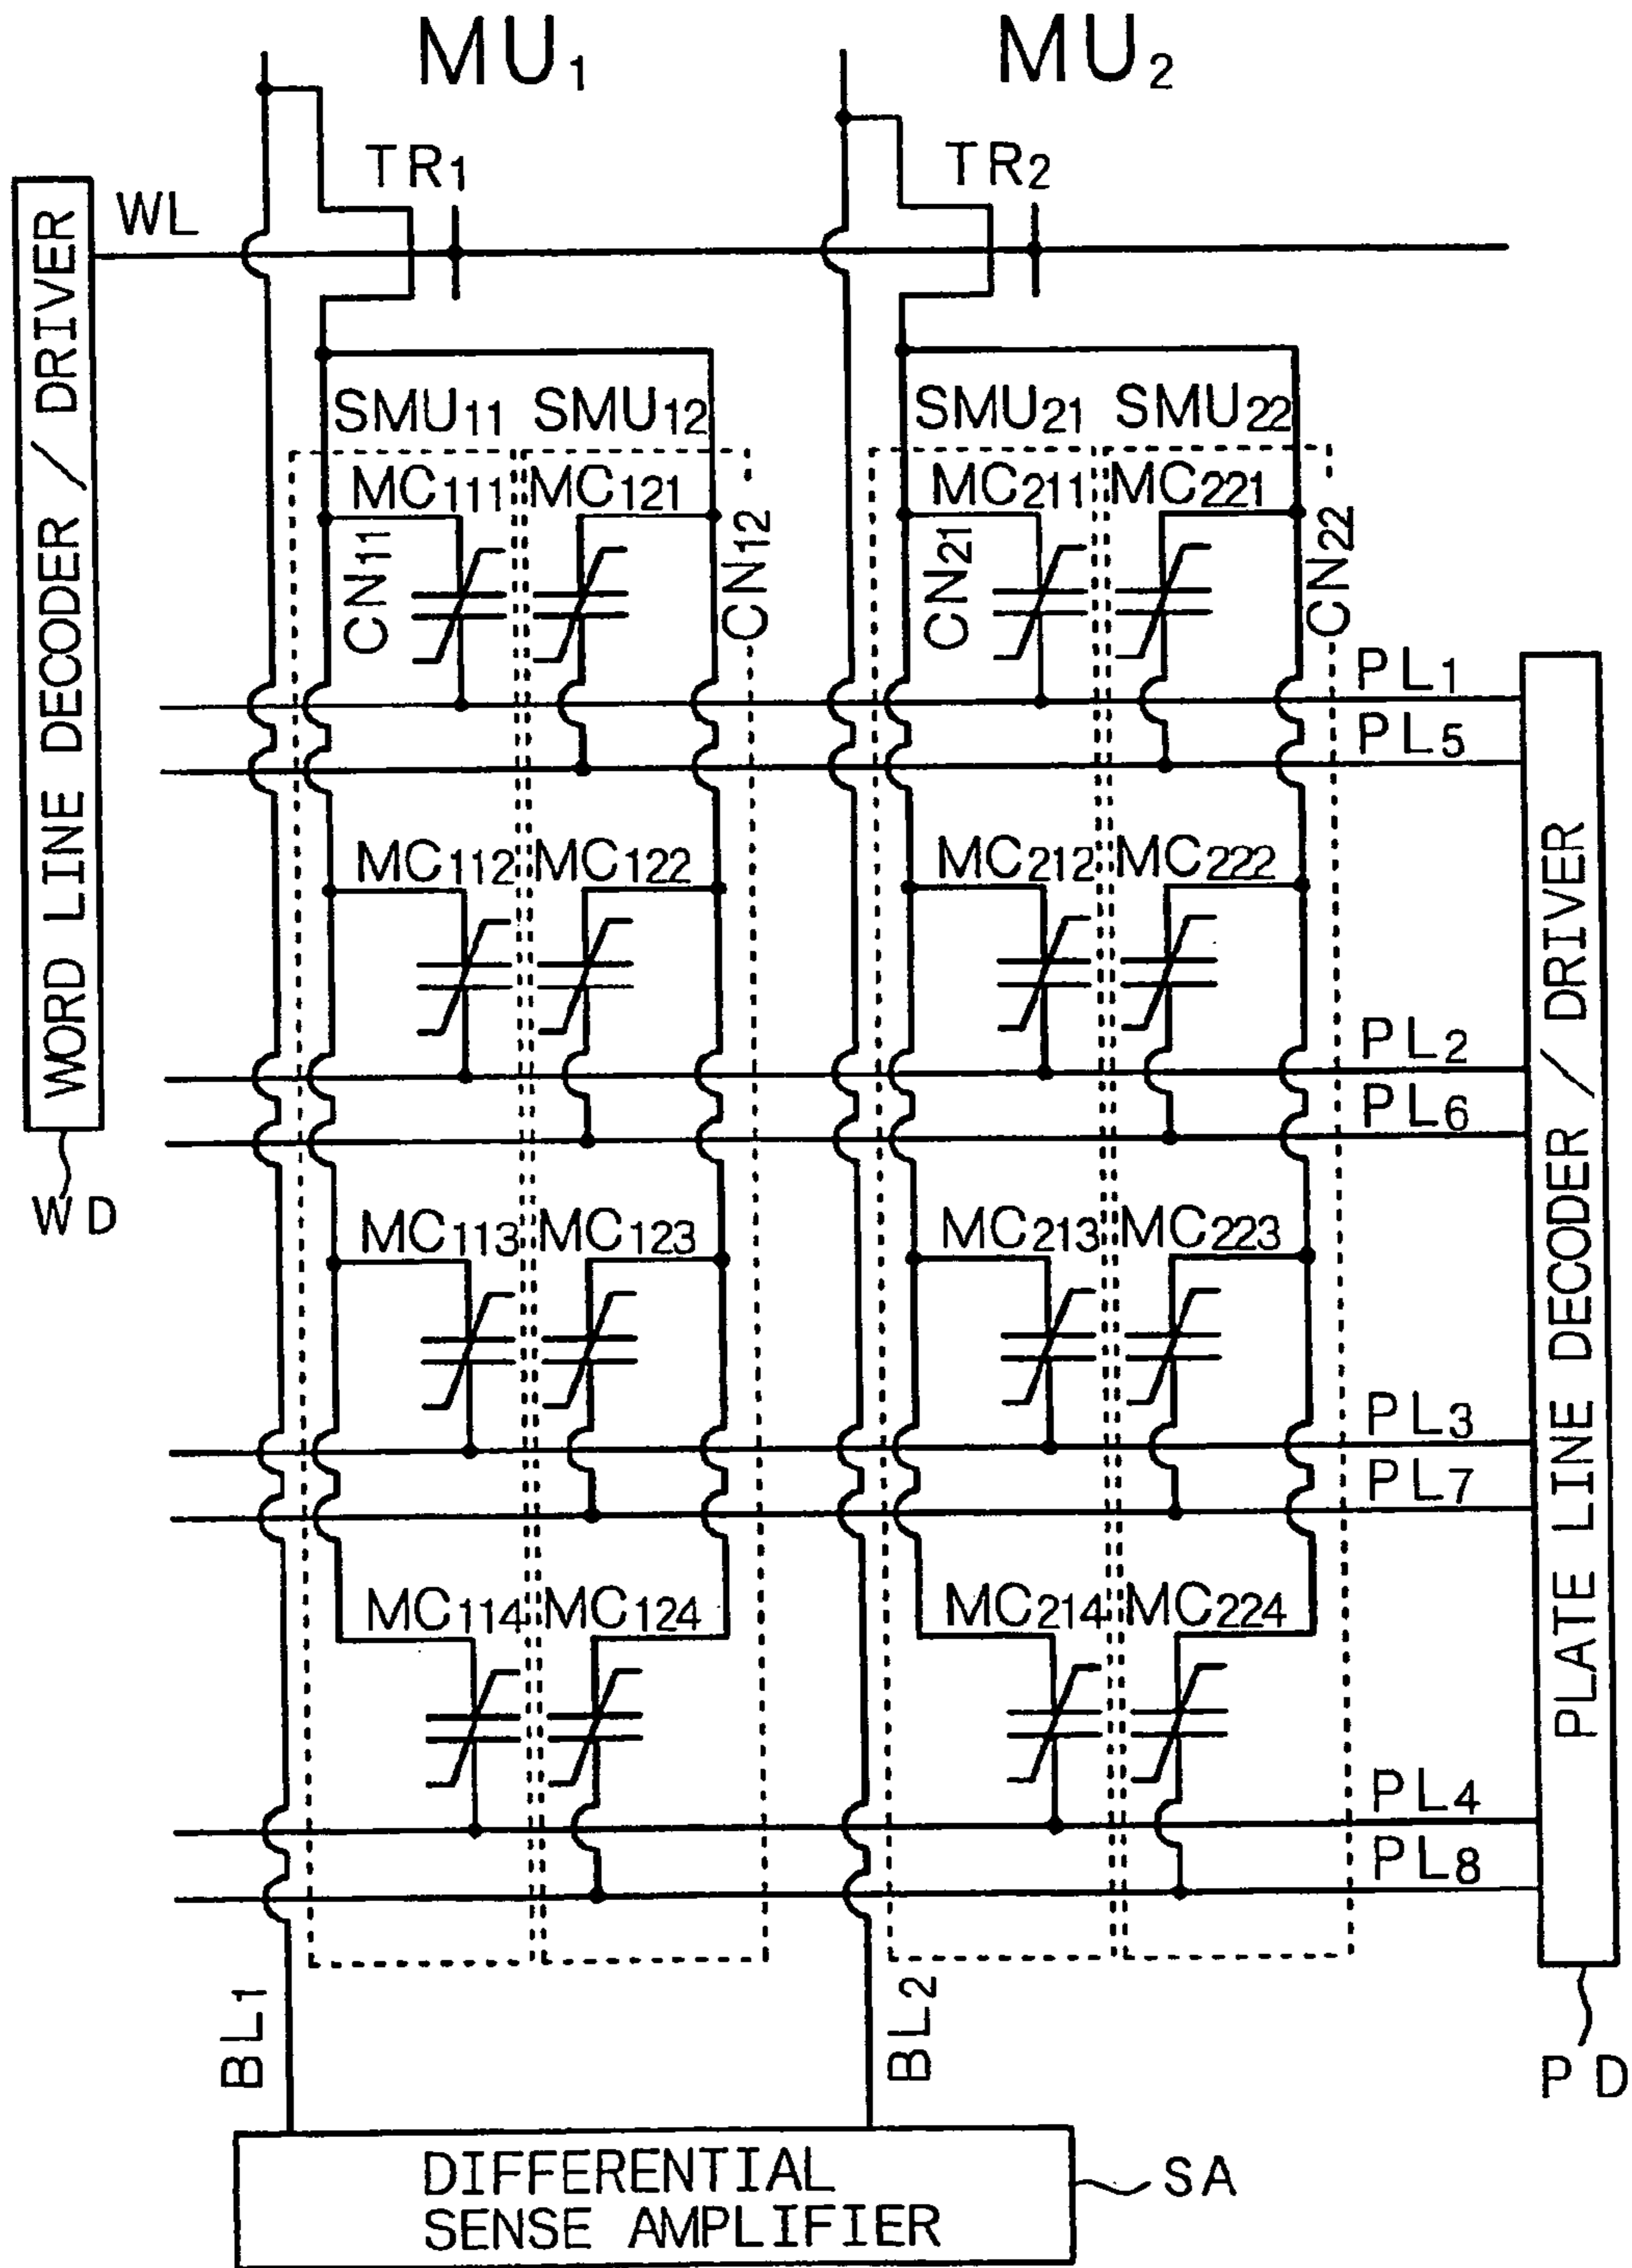 MU1 MU2
TR1 TR2
WL
WORD LINE DECODER / DRIVER
SMU11 SMU12 SMU21 SMU22
MC111 MC121 MC211 MC221
CN11 CN12 CN21 CN22
PL1
PL5
MC112 MC122 MC212 MC222
PL2
PL6
WD
MC113 MC123 MC213 MC223
PL3
PL7
MC114 MC124 MC214 MC224
PL4
PL8
PLATE LINE DECODER / DRIVER
BL1 BL2
PD
DIFFERENTIAL
SENSE AMPLIFIER
SA